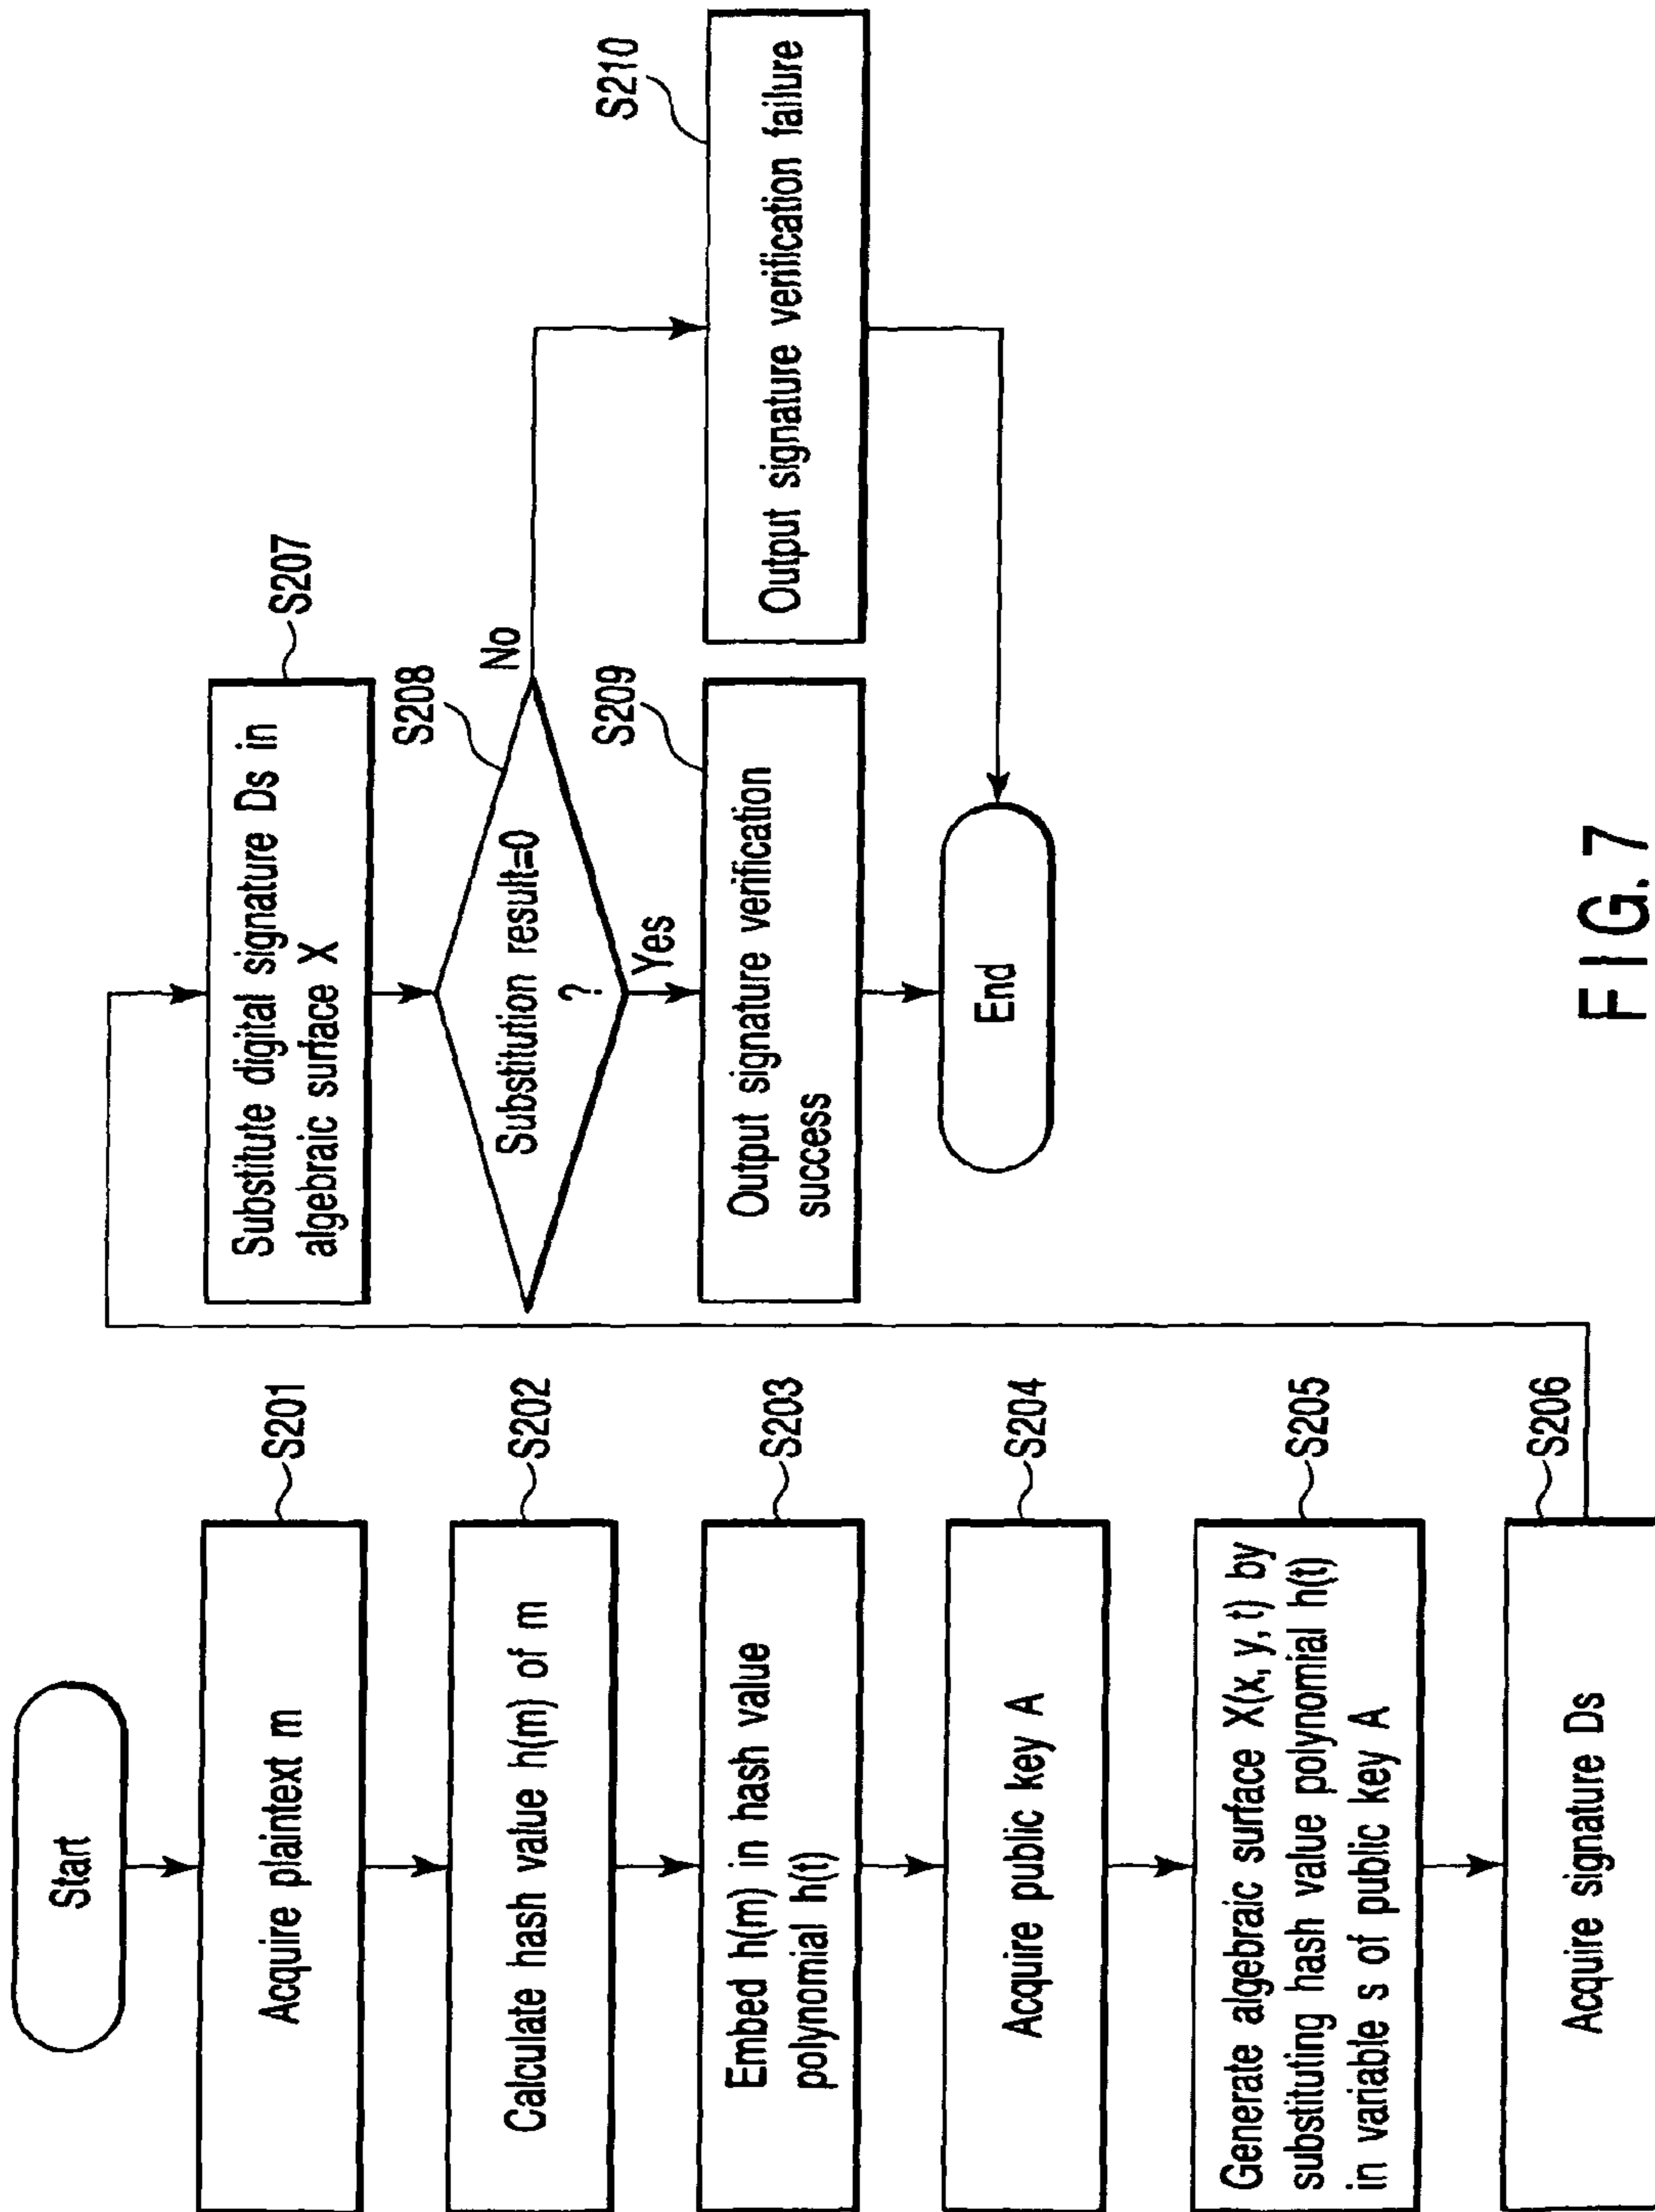 Start
Acquire plaintext m
S201
Calculate hash value h(m) of m
S202
Embed h(m) in hash value
polynomial h(t)
S203
Acquire public key A
S204
Generate algebraic surface X(x, y, t) by
substituting hash value polynomial h(t)
in variable s of public key A
S205
Acquire signature Ds
S206
Substitute digital signature Ds in
algebraic surface X
S207
Substitution result=0
?
S208
No
Yes
Output signature verification
success
S209
Output signature verification failure
S210
End
FIG. 7